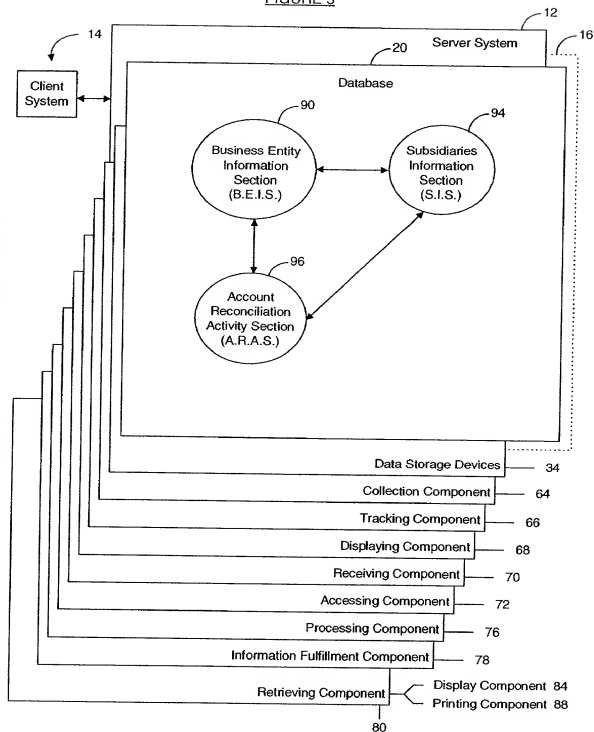 FIGURE 3
12
14
Server System
16
20
Client
System
Database
90
94
Business Entity
Information
Section
(B.E.I.S.)
Subsidiaries
Information
Section
(S.I.S.)
96
Account
Reconciliation
Activity Section
(A.R.A.S.)
Data Storage Devices 34
Collection Component 64
Tracking Component 66
Displaying Component 68
Receiving Component 70
Accessing Component 72
Processing Component 76
Information Fulfillment Component 78
Retrieving Component
Display Component 84
Printing Component 88
80